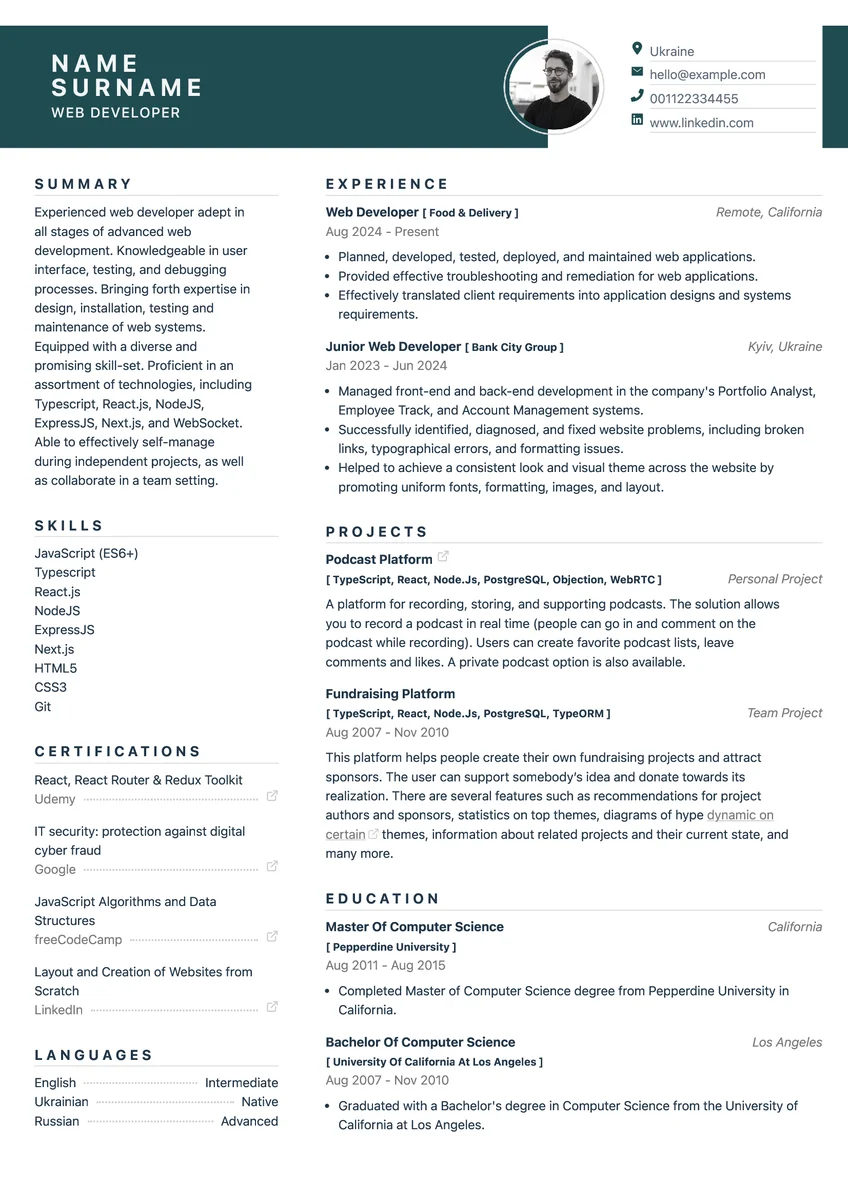 NAME
SURNAME
WEB DEVELOPER
Ukraine
hello@example.com
001122334455
www.linkedin.com
SUMMARY
Experienced web developer adept in
all stages of advanced web
development. Knowledgeable in user
interface, testing, and debugging
processes. Bringing forth expertise in
design, installation, testing and
maintenance of web systems.
Equipped with a diverse and
promising skill-set. Proficient in an
assortment of technologies, including
Typescript, React.js, NodeJS,
ExpressJS, Next.js, and WebSocket.
Able to effectively self-manage
during independent projects, as well
as collaborate in a team setting.
SKILLS
JavaScript (ES6+)
Typescript
React.js
NodeJS
ExpressJS
Next.js
HTML5
CSS3
Git
CERTIFICATIONS
React, React Router & Redux Toolkit
Udemy
IT security: protection against digital
cyber fraud
Google
JavaScript Algorithms and Data
Structures
freeCodeCamp
Layout and Creation of Websites from
Scratch
LinkedIn
LANGUAGES
English Intermediate
Ukrainian Native
Russian Advanced
EXPERIENCE
Web Developer [ Food & Delivery ] Remote, California
Aug 2024 - Present
• Planned, developed, tested, deployed, and maintained web applications.
• Provided effective troubleshooting and remediation for web applications.
• Effectively translated client requirements into application designs and systems
requirements.
Junior Web Developer [ Bank City Group ] Kyiv, Ukraine
Jan 2023 - Jun 2024
• Managed front-end and back-end development in the company's Portfolio Analyst,
Employee Track, and Account Management systems.
• Successfully identified, diagnosed, and fixed website problems, including broken
links, typographical errors, and formatting issues.
• Helped to achieve a consistent look and visual theme across the website by
promoting uniform fonts, formatting, images, and layout.
PROJECTS
Podcast Platform
[ TypeScript, React, Node.Js, PostgreSQL, Objection, WebRTC ] Personal Project
A platform for recording, storing, and supporting podcasts. The solution allows
you to record a podcast in real time (people can go in and comment on the
podcast while recording). Users can create favorite podcast lists, leave
comments and likes. A private podcast option is also available.
Fundraising Platform
[ TypeScript, React, Node.Js, PostgreSQL, TypeORM ] Team Project
Aug 2007 - Nov 2010
This platform helps people create their own fundraising projects and attract
sponsors. The user can support somebody’s idea and donate towards its
realization. There are several features such as recommendations for project
authors and sponsors, statistics on top themes, diagrams of hype dynamic on
certain themes, information about related projects and their current state, and
many more.
EDUCATION
Master Of Computer Science California
[ Pepperdine University ]
Aug 2011 - Aug 2015
• Completed Master of Computer Science degree from Pepperdine University in
California.
Bachelor Of Computer Science Los Angeles
[ University Of California At Los Angeles ]
Aug 2007 - Nov 2010
• Graduated with a Bachelor's degree in Computer Science from the University of
California at Los Angeles.